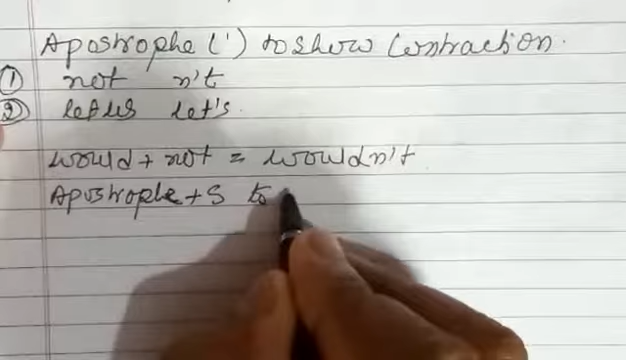 Apostrophe (') to show Contraction.
① not n't
② let us let's.
would + not = wouldn't
Apostrophe + S to